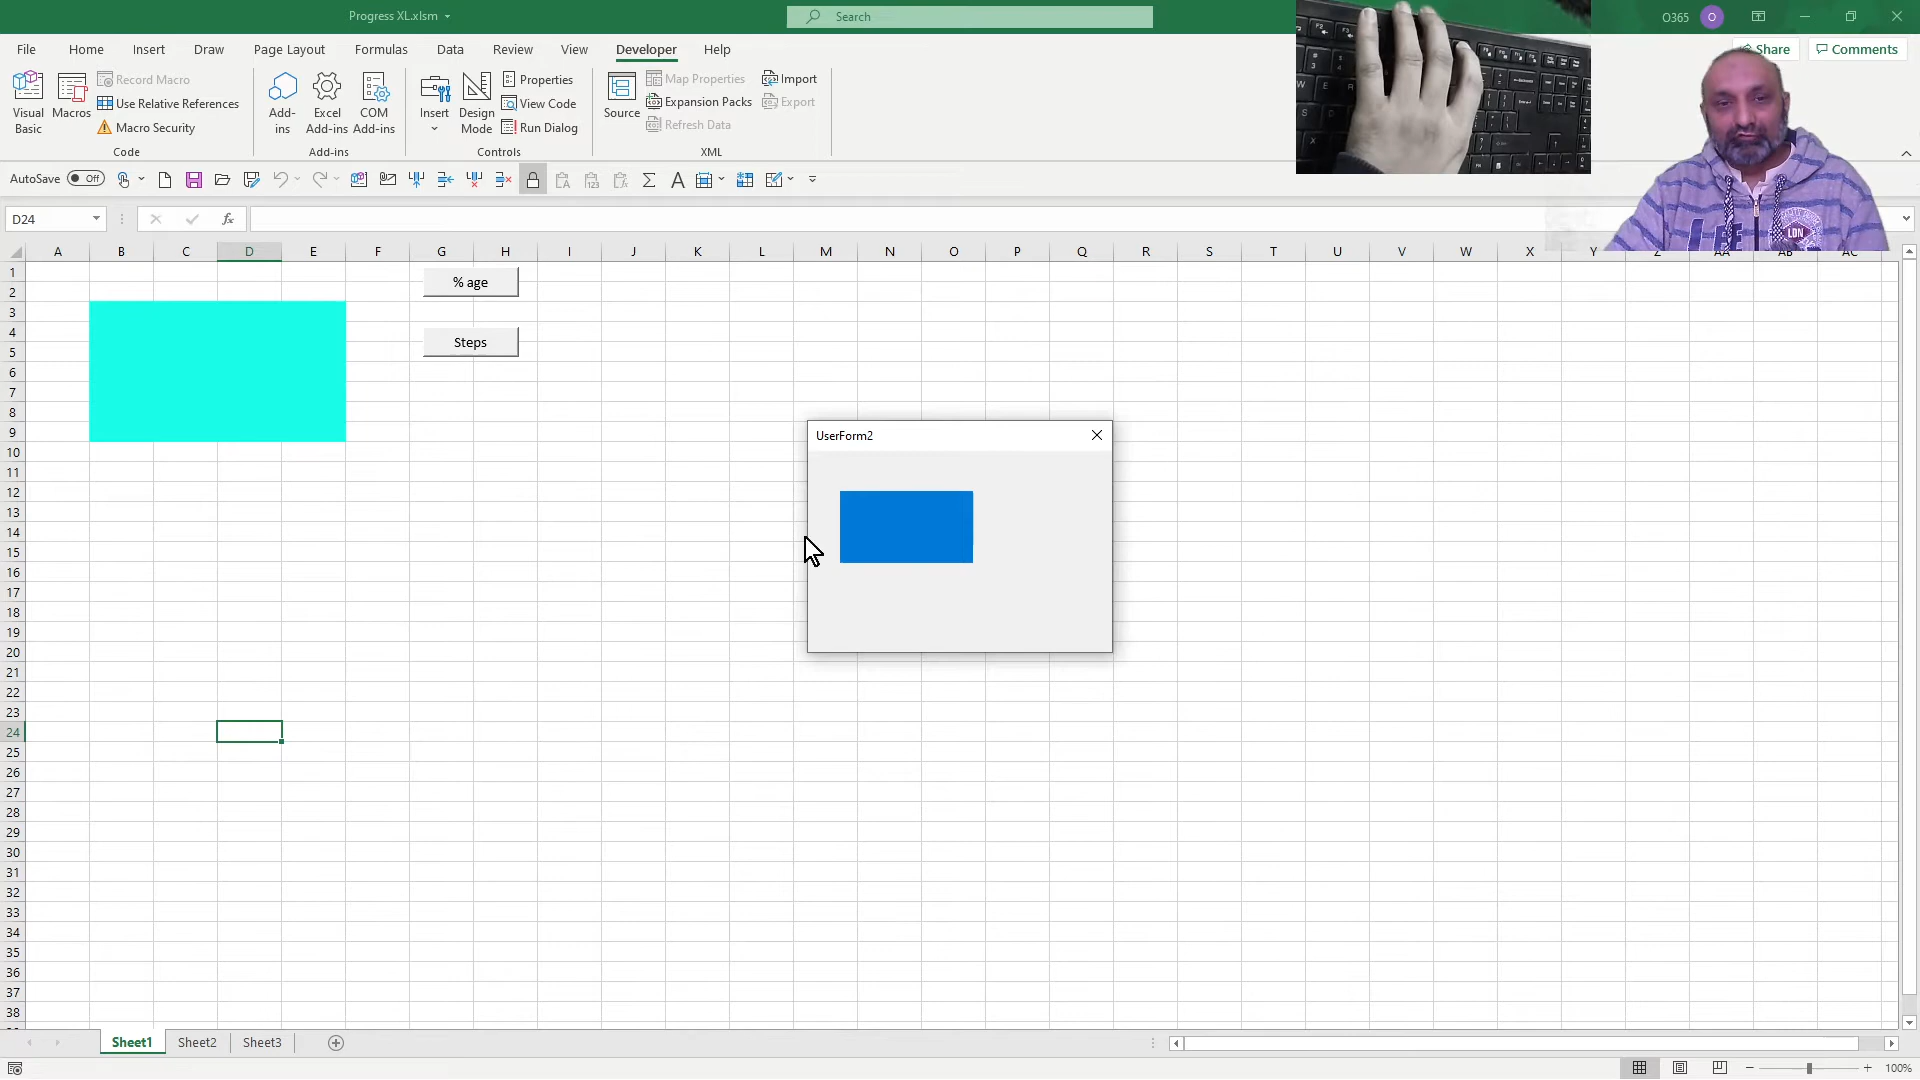 Progress XL.xlsm
Search
O365
O
File Home Insert Draw Page Layout Formulas Data Review View Developer Help
Share
Comments
Visual Basic
Macros
Record Macro
Use Relative References
Macro Security
Code
Add-ins
Excel Add-ins
COM Add-ins
Add-ins
Insert
Design Mode
Properties
View Code
Run Dialog
Controls
Source
Map Properties
Expansion Packs
Refresh Data
Import
Export
XML
AutoSave Off
D24
fx
A B C D E F G H I J K L M N O P Q R S T U V W X Y Z AA AB AC
1
2
3
4
5
6
7
8
9
10
11
12
13
14
15
16
17
18
19
20
21
22
23
24
25
26
27
28
29
30
31
32
33
34
35
36
37
38
% age
Steps
UserForm2
LDN
Sheet1 Sheet2 Sheet3
100%